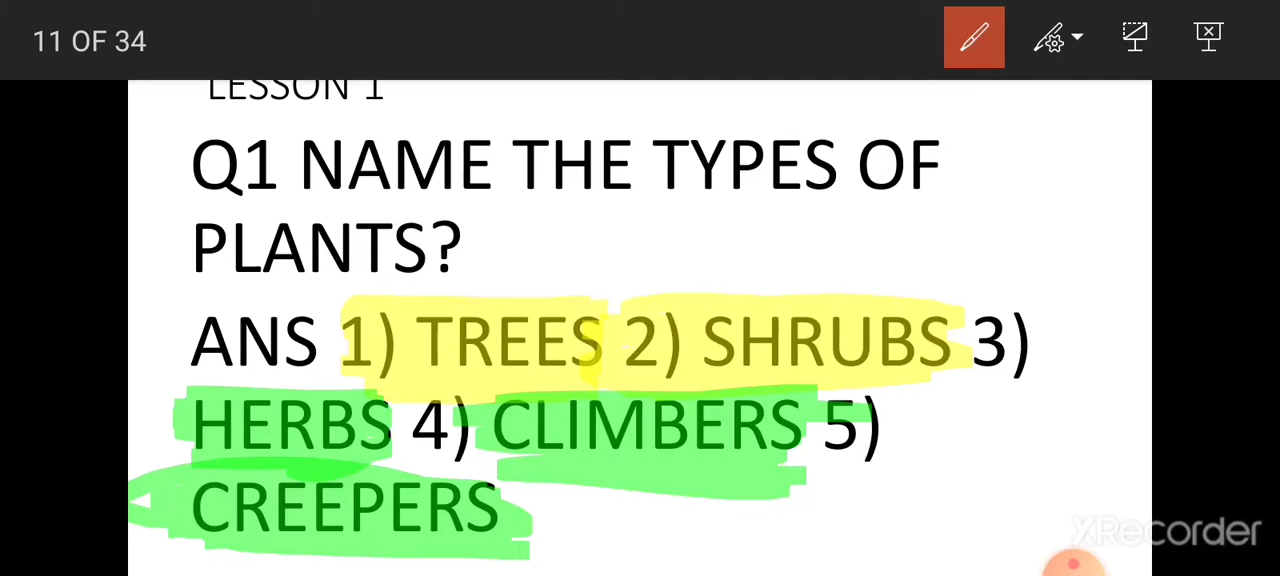 11 OF 34
LESSON 1
Q1 NAME THE TYPES OF
PLANTS?
ANS 1) TREES 2) SHRUBS 3)
HERBS 4) CLIMBERS 5)
CREEPERS
XRecorder